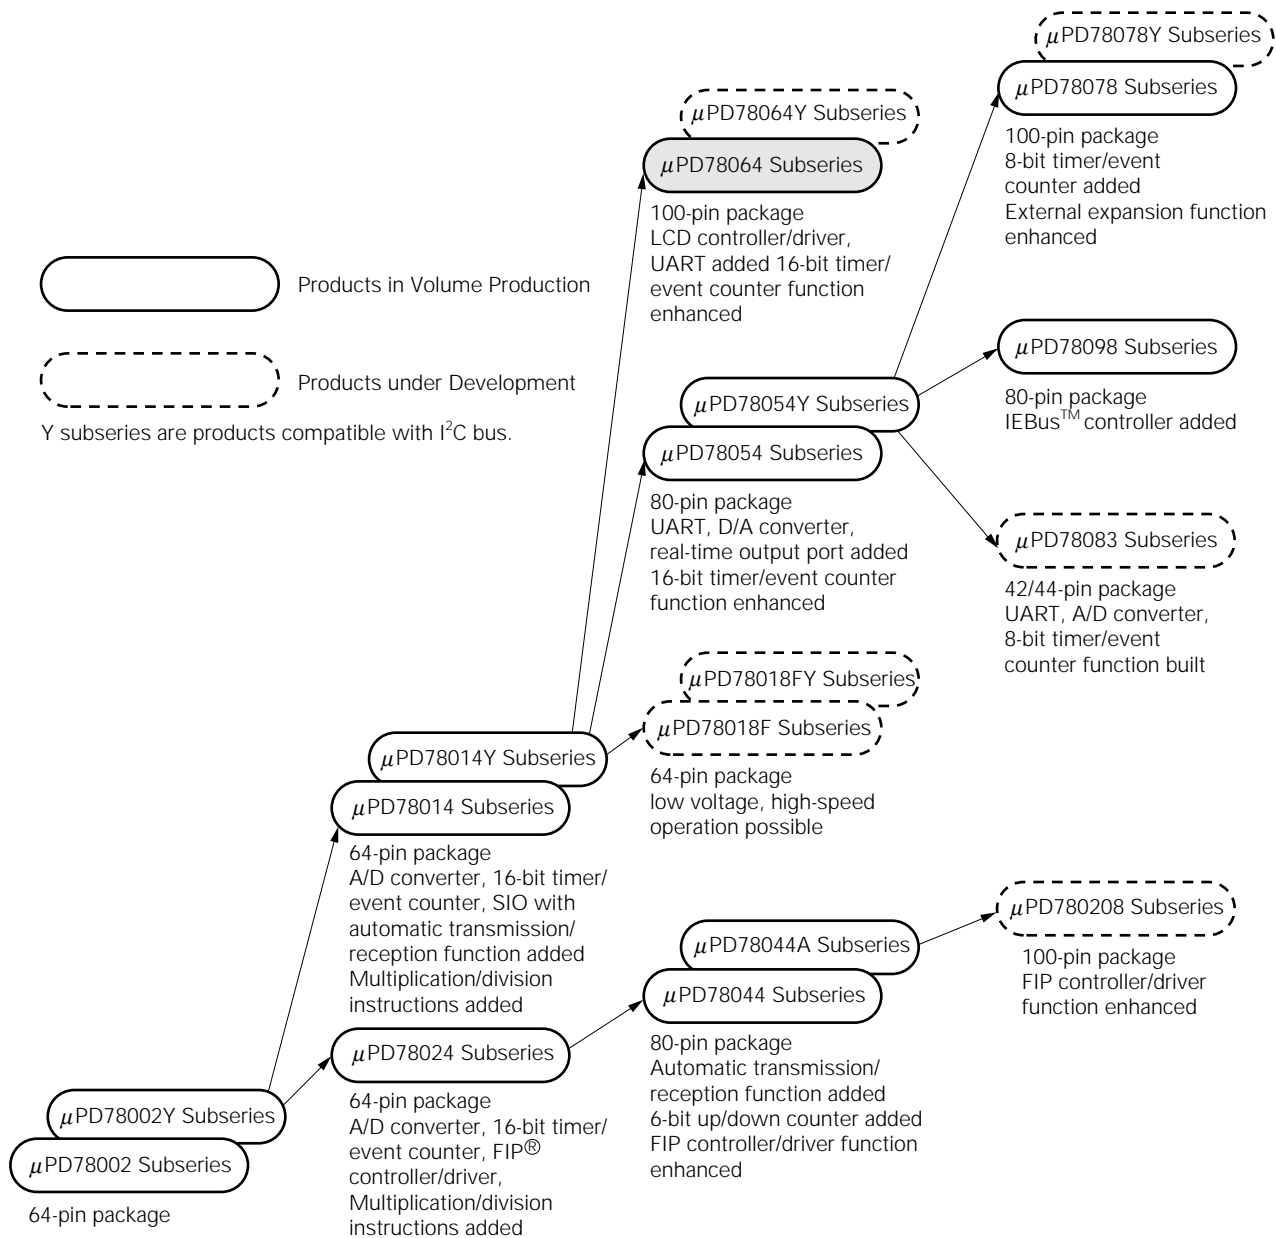 μPD78078Y Subseries
μPD78078 Subseries
100-pin package
8-bit timer/event
counter added
External expansion function
enhanced
μPD78064Y Subseries
μPD78064 Subseries
100-pin package
LCD controller/driver,
UART added 16-bit timer/
event counter function
enhanced
Products in Volume Production
Products under Development
Y subseries are products compatible with I²C bus.
μPD78098 Subseries
80-pin package
IEBus™ controller added
μPD78054Y Subseries
μPD78054 Subseries
80-pin package
UART, D/A converter,
real-time output port added
16-bit timer/event counter
function enhanced
μPD78083 Subseries
42/44-pin package
UART, A/D converter,
8-bit timer/event
counter function built
μPD78018FY Subseries
μPD78018F Subseries
64-pin package
low voltage, high-speed
operation possible
μPD78014Y Subseries
μPD78014 Subseries
64-pin package
A/D converter, 16-bit timer/
event counter, SIO with
automatic transmission/
reception function added
Multiplication/division
instructions added
μPD780208 Subseries
100-pin package
FIP controller/driver
function enhanced
μPD78044A Subseries
μPD78044 Subseries
80-pin package
Automatic transmission/
reception function added
6-bit up/down counter added
FIP controller/driver function
enhanced
μPD78024 Subseries
64-pin package
A/D converter, 16-bit timer/
event counter, FIP®
controller/driver,
Multiplication/division
instructions added
μPD78002Y Subseries
μPD78002 Subseries
64-pin package